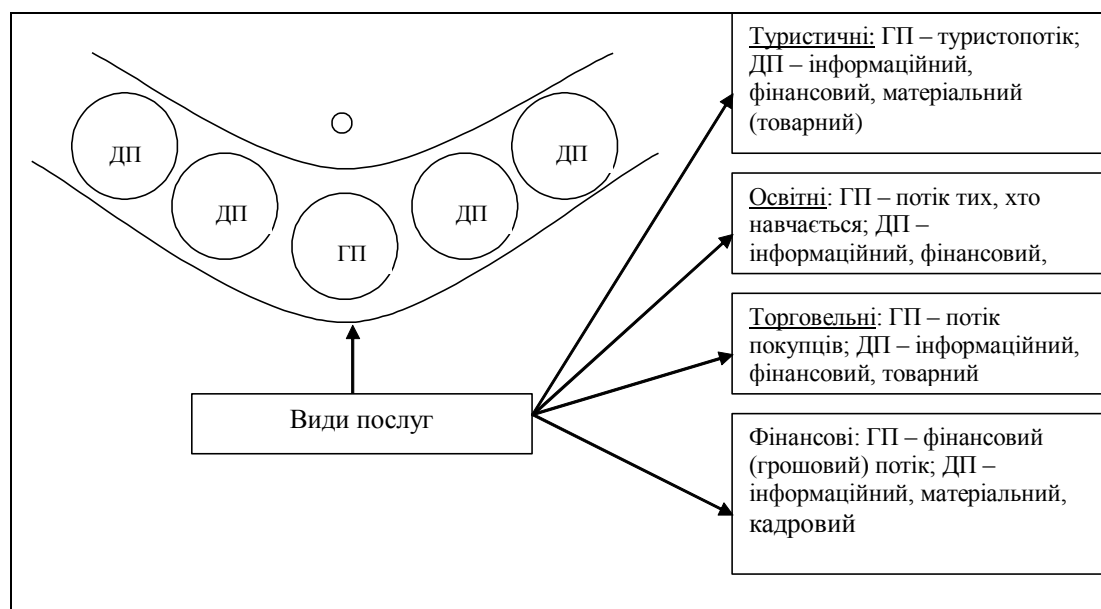 ДП
ДП
ГП
ДП
ДП
Види послуг
Туристичні: ГП – туристопотік;
ДП – інформаційний,
фінансовий, матеріальний
(товарний)
Освітні: ГП – потік тих, хто
навчається; ДП –
інформаційний, фінансовий,
Торговельні: ГП – потік
покупців; ДП – інформаційний,
фінансовий, товарний
Фінансові: ГП – фінансовий
(грошовий) потік; ДП –
інформаційний, матеріальний,
кадровий